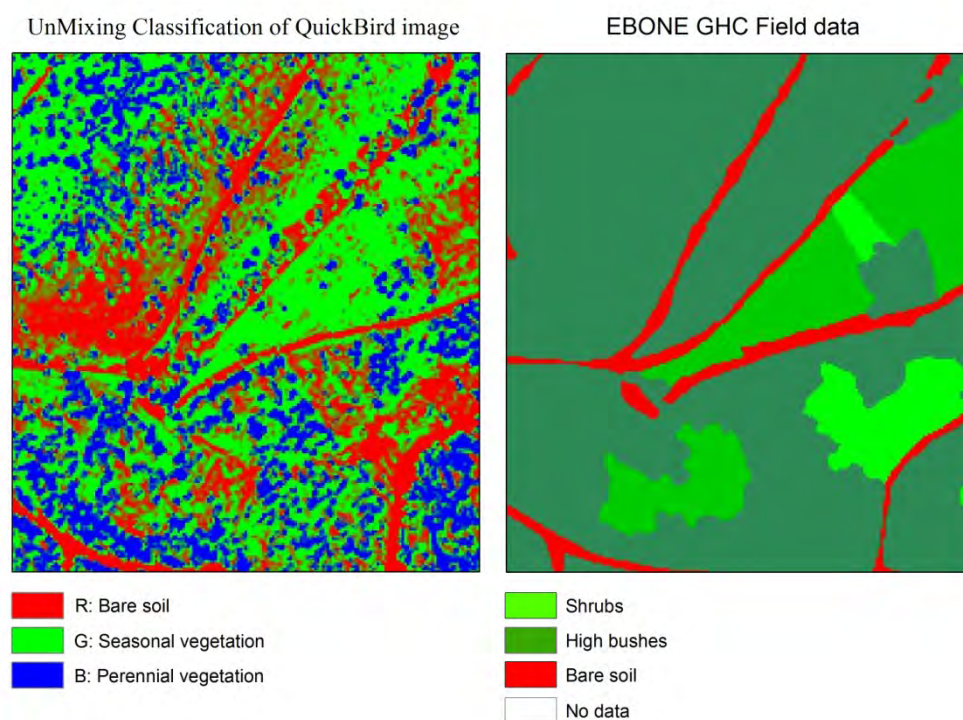 UnMixing Classification of QuickBird image
EBONE GHC Field data
R: Bare soil
G: Seasonal vegetation
B: Perennial vegetation
Shrubs
High bushes
Bare soil
No data